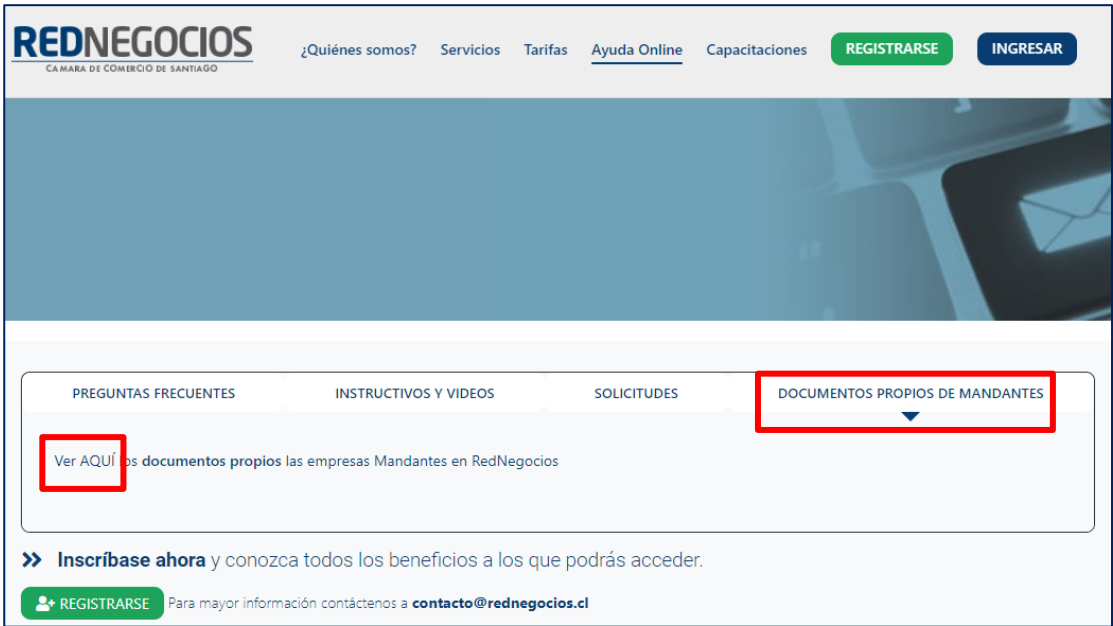 REDNEGOCIOS
CAMARA DE COMERCIO DE SANTIAGO
¿Quiénes somos? Servicios Tarifas Ayuda Online Capacitaciones REGISTRARSE INGRESAR
PREGUNTAS FRECUENTES INSTRUCTIVOS Y VIDEOS SOLICITUDES DOCUMENTOS PROPIOS DE MANDANTES
Ver AQUÍ los documentos propios las empresas Mandantes en RedNegocios
Inscríbase ahora y conozca todos los beneficios a los que podrás acceder.
REGISTRARSE Para mayor información contáctenos a contacto@rednegocios.cl